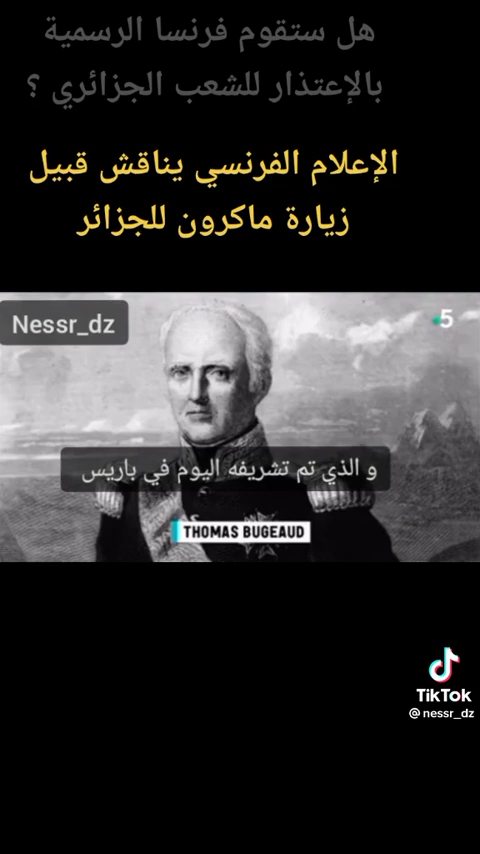 هل ستقوم فرنسا الرسمية
بالإعتذار للشعب الجزائري ؟
الإعلام الفرنسي يناقش قبيل
زيارة ماكرون للجزائر
Nessr_dz
5
و الذي تم تشريفه اليوم في باريس
THOMAS BUGEAUD
TikTok
@nessr_dz